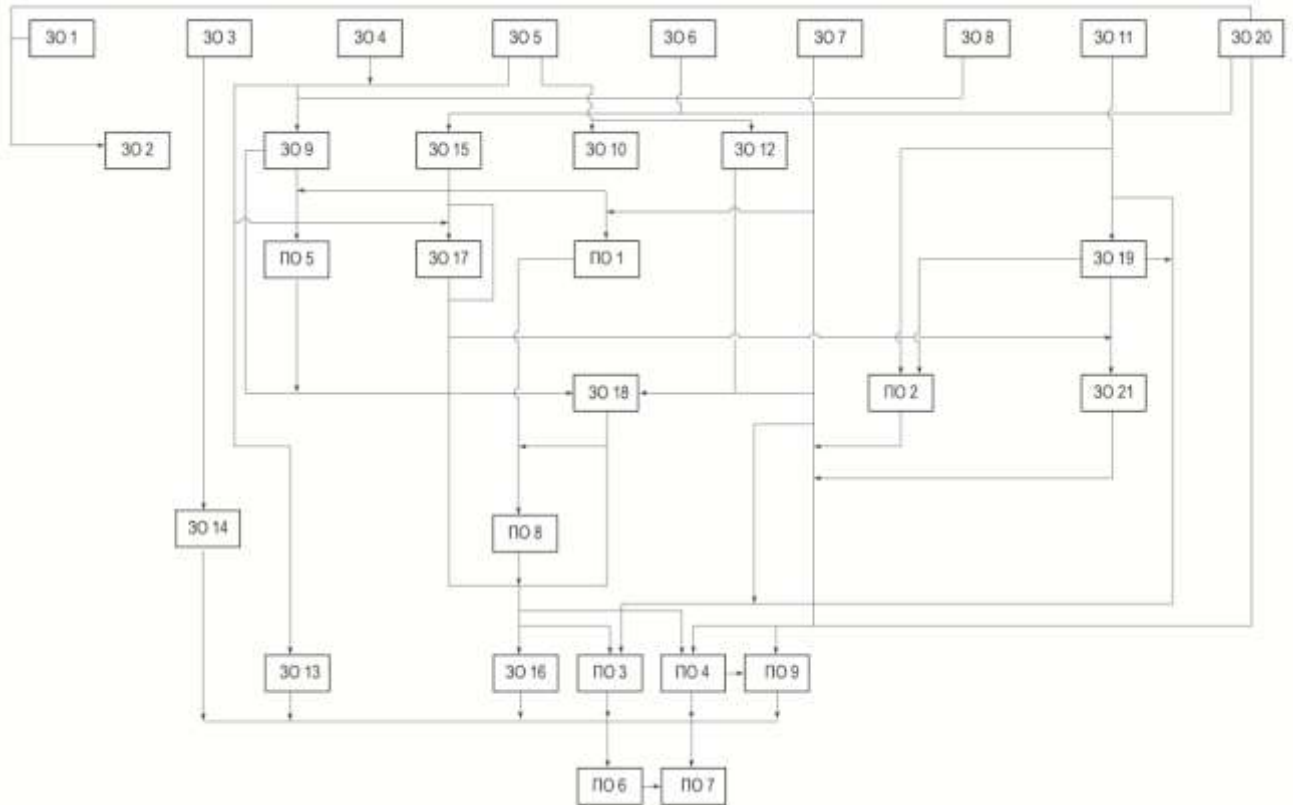 ЗО 1 ЗО 3 ЗО 4 ЗО 5 ЗО 6 ЗО 7 ЗО 8 ЗО 11 ЗО 20
ЗО 2 ЗО 9 ЗО 15 ЗО 10 ЗО 12
ПО 5 ЗО 17 ПО 1 ЗО 19
ЗО 18 ПО 2 ЗО 21
ЗО 14 ПО 8
ЗО 13 ЗО 16 ПО 3 ПО 4 ПО 9
ПО 6 ПО 7